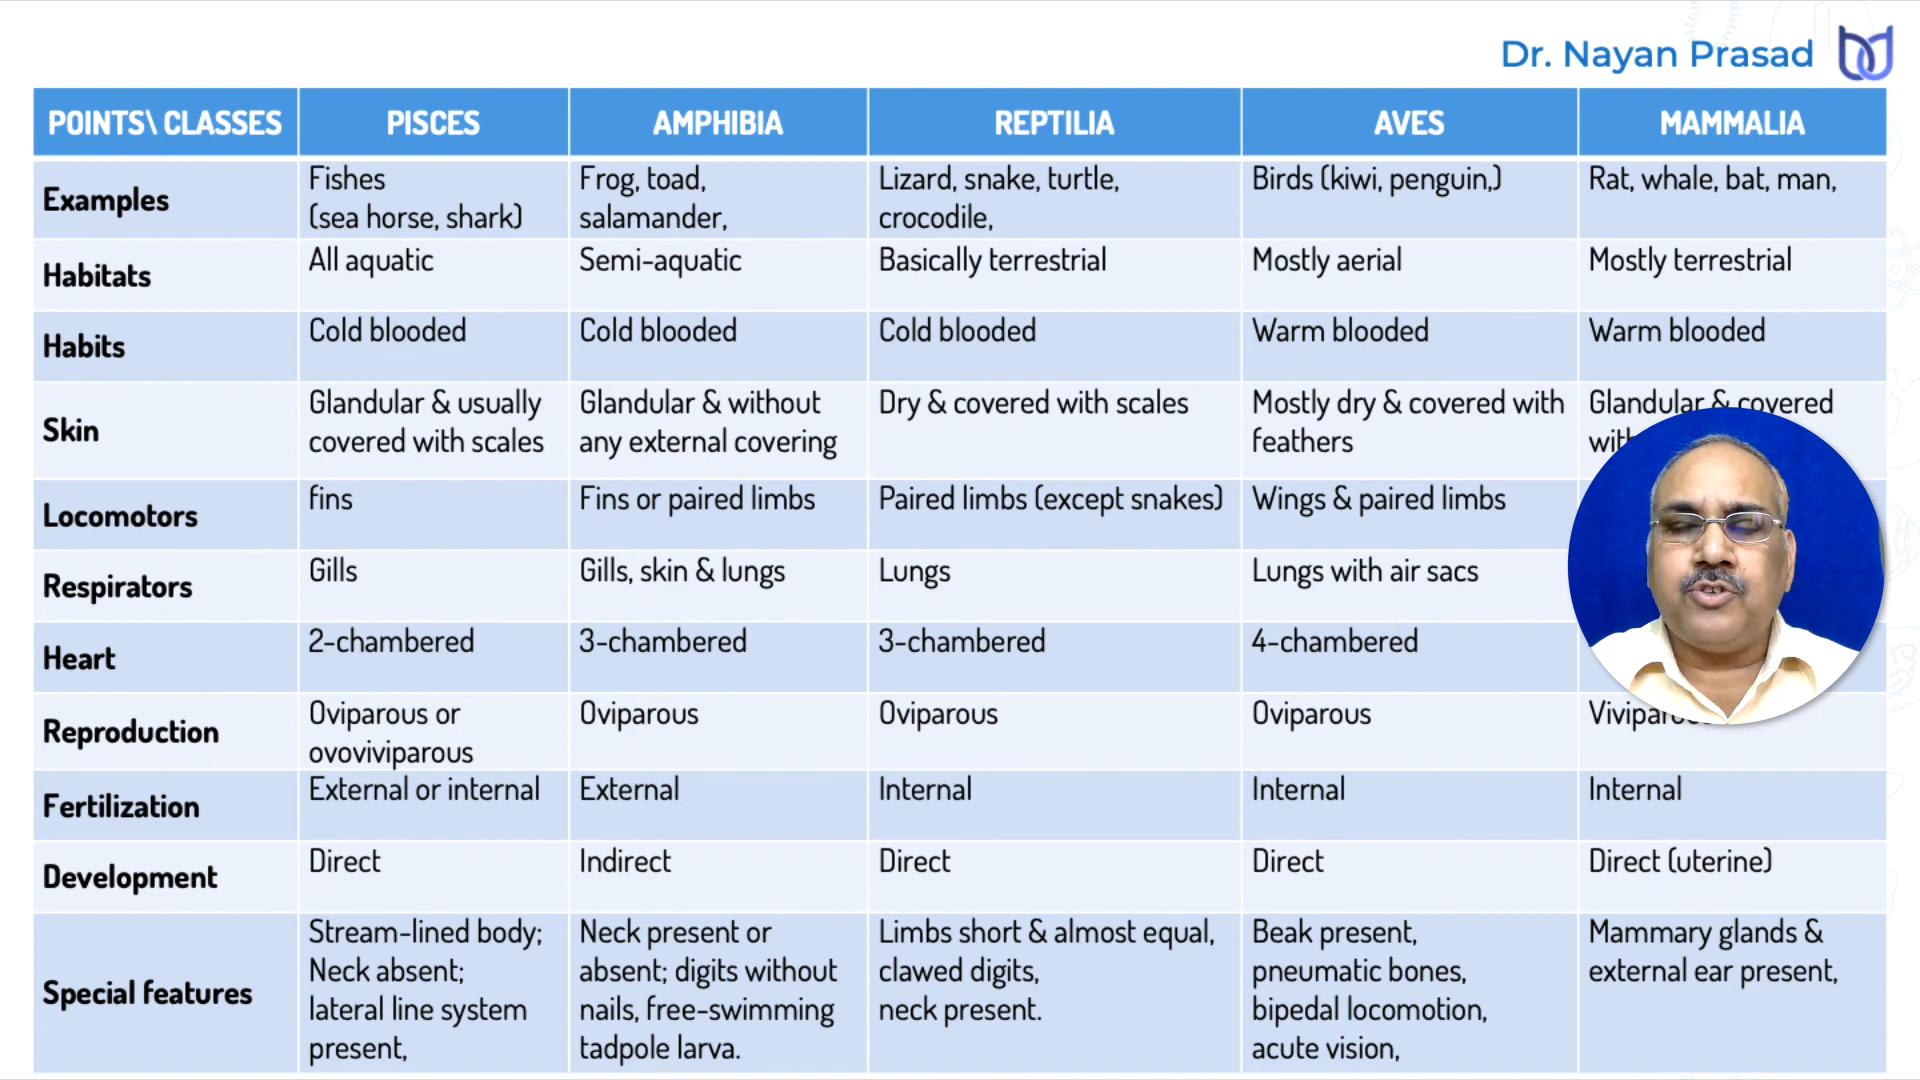 Dr. Nayan Prasad
POINTS\ CLASSES PISCES AMPHIBIA REPTILIA AVES MAMMALIA
Examples
Fishes
(sea horse, shark)
Frog, toad,
salamander,
Lizard, snake, turtle,
crocodile,
Birds (kiwi, penguin,)
Rat, whale, bat, man,
Habitats
All aquatic
Semi-aquatic
Basically terrestrial
Mostly aerial
Mostly terrestrial
Habits
Cold blooded
Cold blooded
Cold blooded
Warm blooded
Warm blooded
Skin
Glandular & usually
covered with scales
Glandular & without
any external covering
Dry & covered with scales
Mostly dry & covered with
feathers
Glandular & covered
Locomotors
fins
Fins or paired limbs
Paired limbs (except snakes)
Wings & paired limbs
Respirators
Gills
Gills, skin & lungs
Lungs
Lungs with air sacs
Heart
2-chambered
3-chambered
3-chambered
4-chambered
Reproduction
Oviparous or
ovoviviparous
Oviparous
Oviparous
Oviparous
Fertilization
External or internal
External
Internal
Internal
Internal
Development
Direct
Indirect
Direct
Direct
Direct (uterine)
Special features
Stream-lined body;
Neck absent;
lateral line system
present,
Neck present or
absent; digits without
nails, free-swimming
tadpole larva.
Limbs short & almost equal,
clawed digits,
neck present.
Beak present,
pneumatic bones,
bipedal locomotion,
acute vision,
Mammary glands &
external ear present,